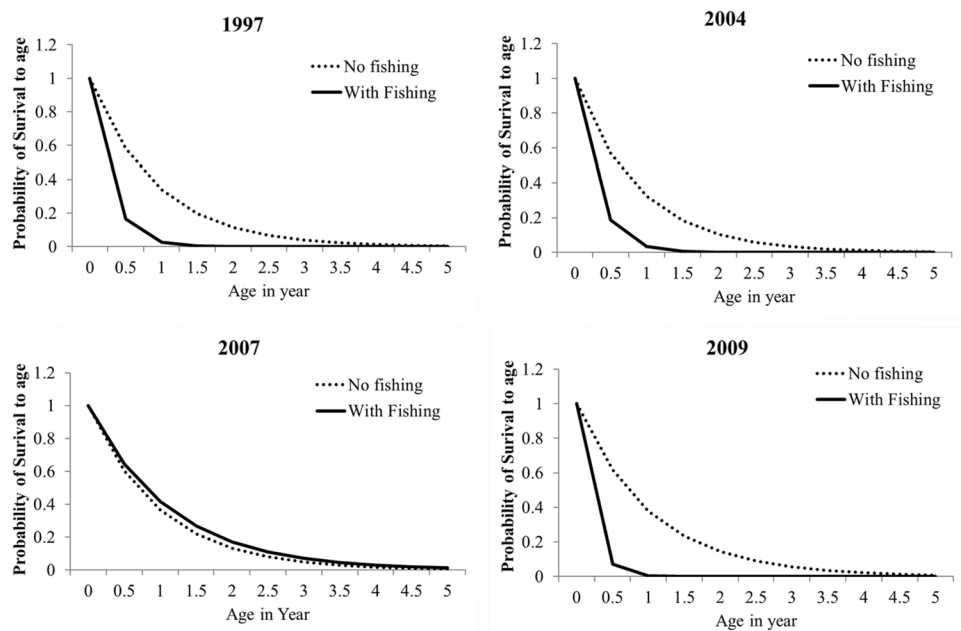 1997
Probability of Surival to age
1.2
1
0.8
0.6
0.4
0.2
0
No fishing
With Fishing
0 0.5 1 1.5 2 2.5 3 3.5 4 4.5 5
Age in year
2004
Probability of Surival to age
1.2
1
0.8
0.6
0.4
0.2
0
No fishing
With Fishing
0 0.5 1 1.5 2 2.5 3 3.5 4 4.5 5
Age in year
2007
Probability of Surival to age
1.2
1
0.8
0.6
0.4
0.2
0
No fishing
With Fishing
0 0.5 1 1.5 2 2.5 3 3.5 4 4.5 5
Age in Year
2009
Probability of Survival to age
1.2
1
0.8
0.6
0.4
0.2
0
No fishing
With Fishing
0 0.5 1 1.5 2 2.5 3 3.5 4 4.5 5
Age in year